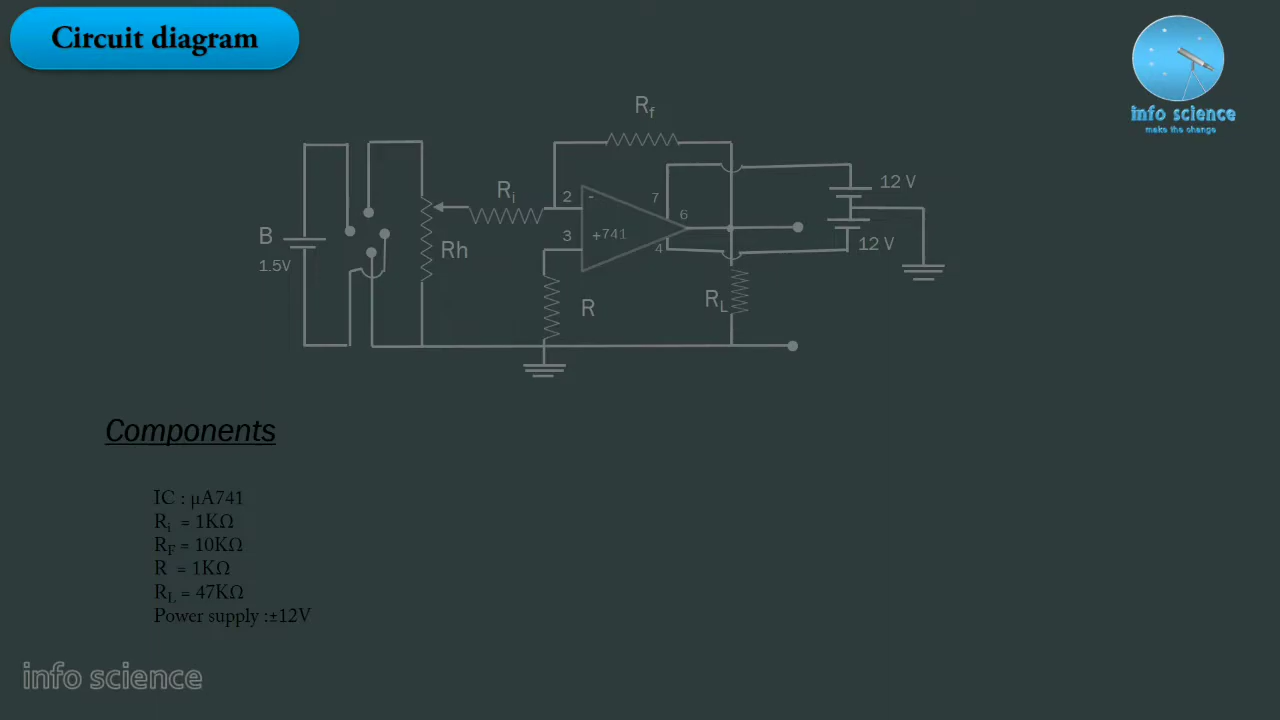 Circuit diagram
info science
make the change
Rf
Ri
2
-
7
6
12 V
B
3
+741
4
12 V
Rh
1.5V
R
RL
Components
IC : μA741
Ri = 1KΩ
RF = 10KΩ
R = 1KΩ
RL = 47KΩ
Power supply :±12V
info science